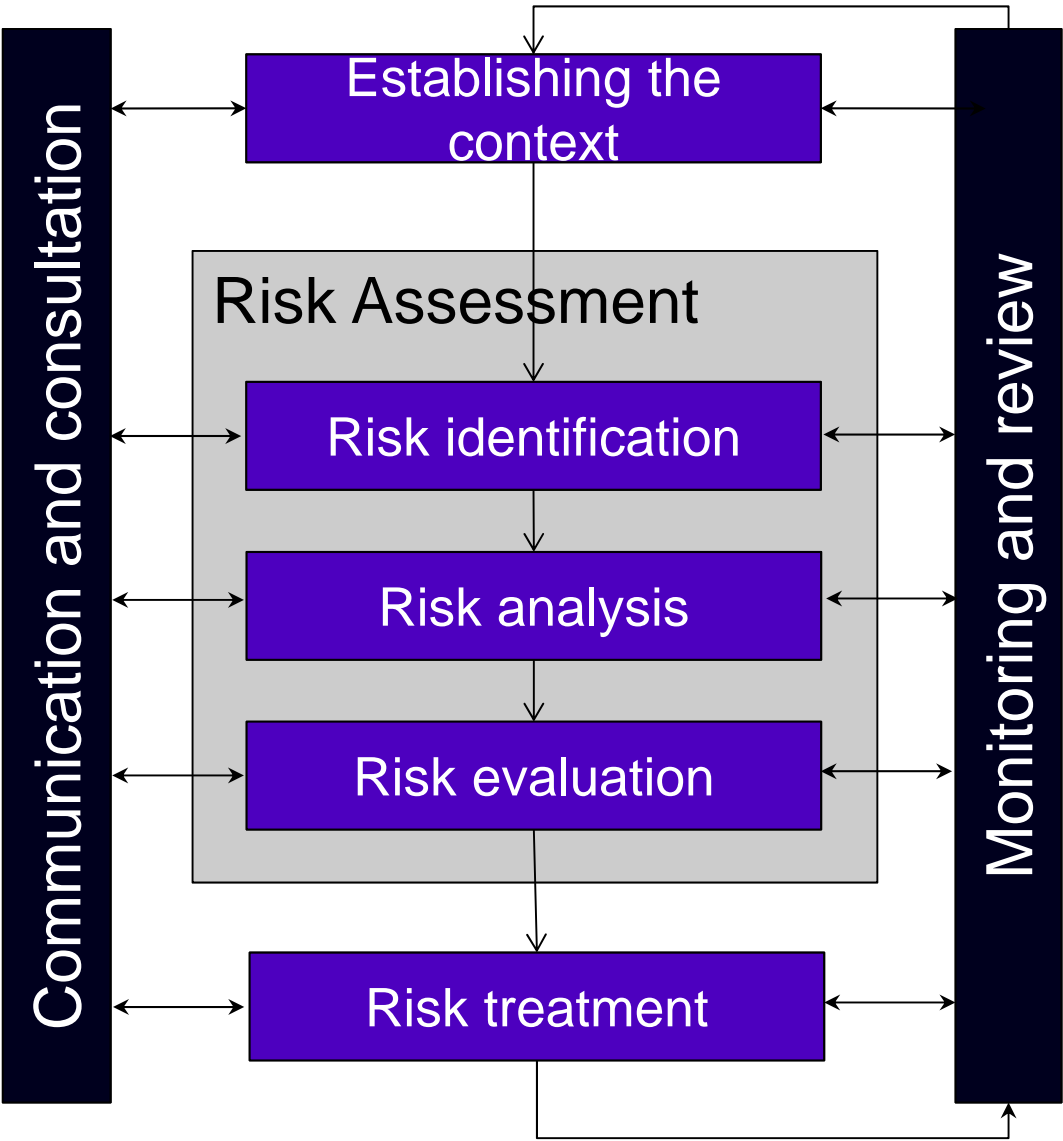 Communication and consultation
Establishing the
context
Risk Assessment
Risk identification
Risk analysis
Risk evaluation
Risk treatment
Monitoring and review